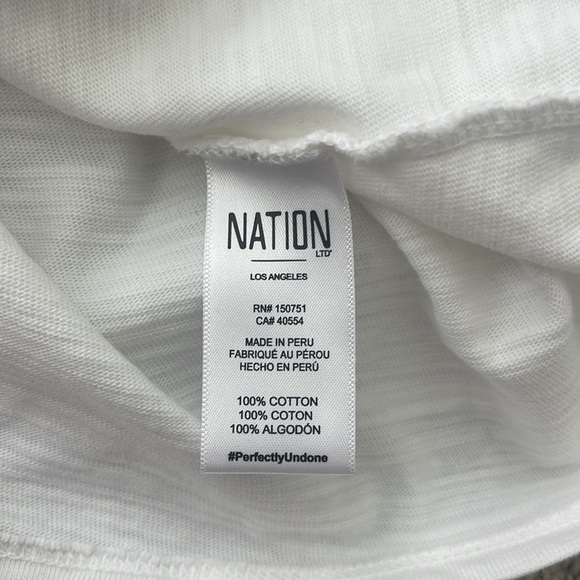 NATION
LTD®
LOS ANGELES
RN# 150751
CA# 40554
MADE IN PERU
FABRIQUÉ AU PÉROU
HECHO EN PERÚ
100% COTTON
100% COTON
100% ALGODÓN
#PerfectlyUndone